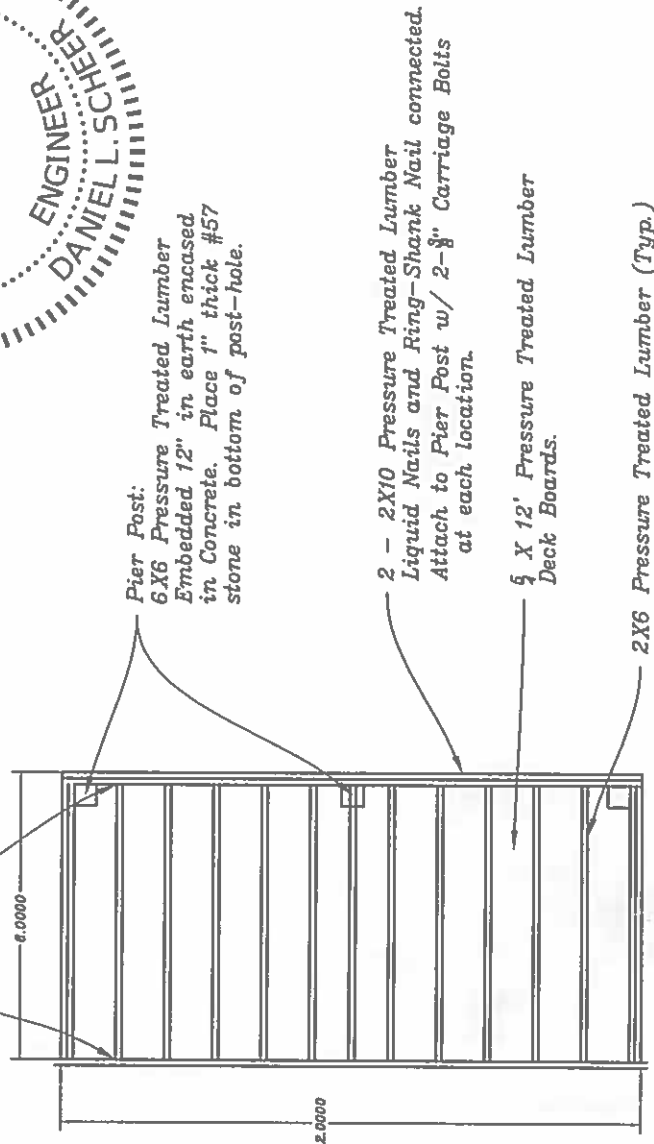 ENGINEER
DANIEL L. SCHEER
Pier Post:
6X6 Pressure Treated Lumber
Embedded 12" in earth encased
in Concrete. Place 1" thick #57
stone in bottom of post-hole.
2 - 2X10 Pressure Treated Lumber
Liquid Nails and Ring-Shank Nail connected.
Attach to Pier Post w/ 2-3/8" Carriage Bolts
at each location.
5/4 X 12' Pressure Treated Lumber
Deck Boards.
2X6 Pressure Treated Lumber (Typ.)
6.0000
2.0000